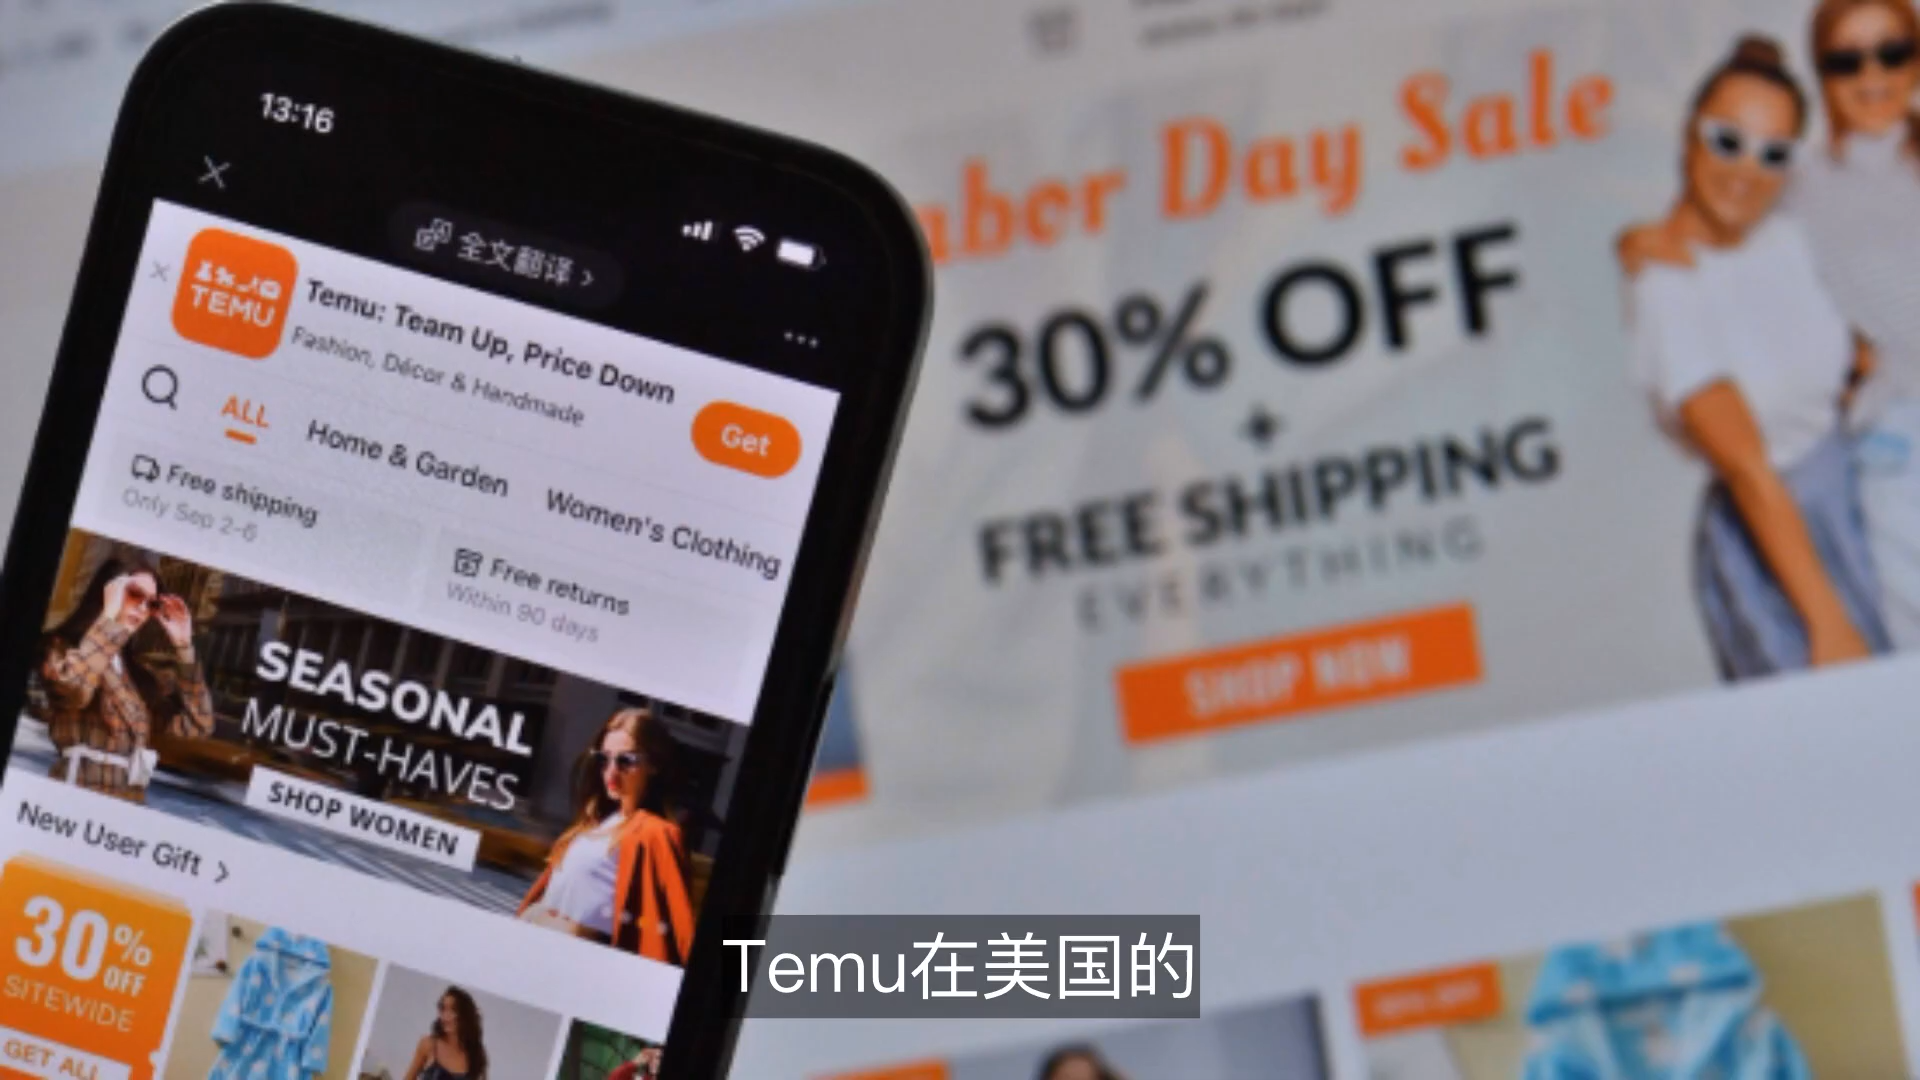 13:16
全文翻译 >
TEMU
Temu: Team Up, Price Down
Fashion, Décor & Handmade
Get
ALL
Home & Garden
Women's Clothing
Free shipping
Only Sep 2-6
Free returns
Within 90 days
SEASONAL
MUST-HAVES
SHOP WOMEN
New User Gift >
30% OFF
SITEWIDE
GET ALL
abor Day Sale
30% OFF
+
FREE SHIPPING
EVERYTHING
SHOP NOW
Temu在美国的